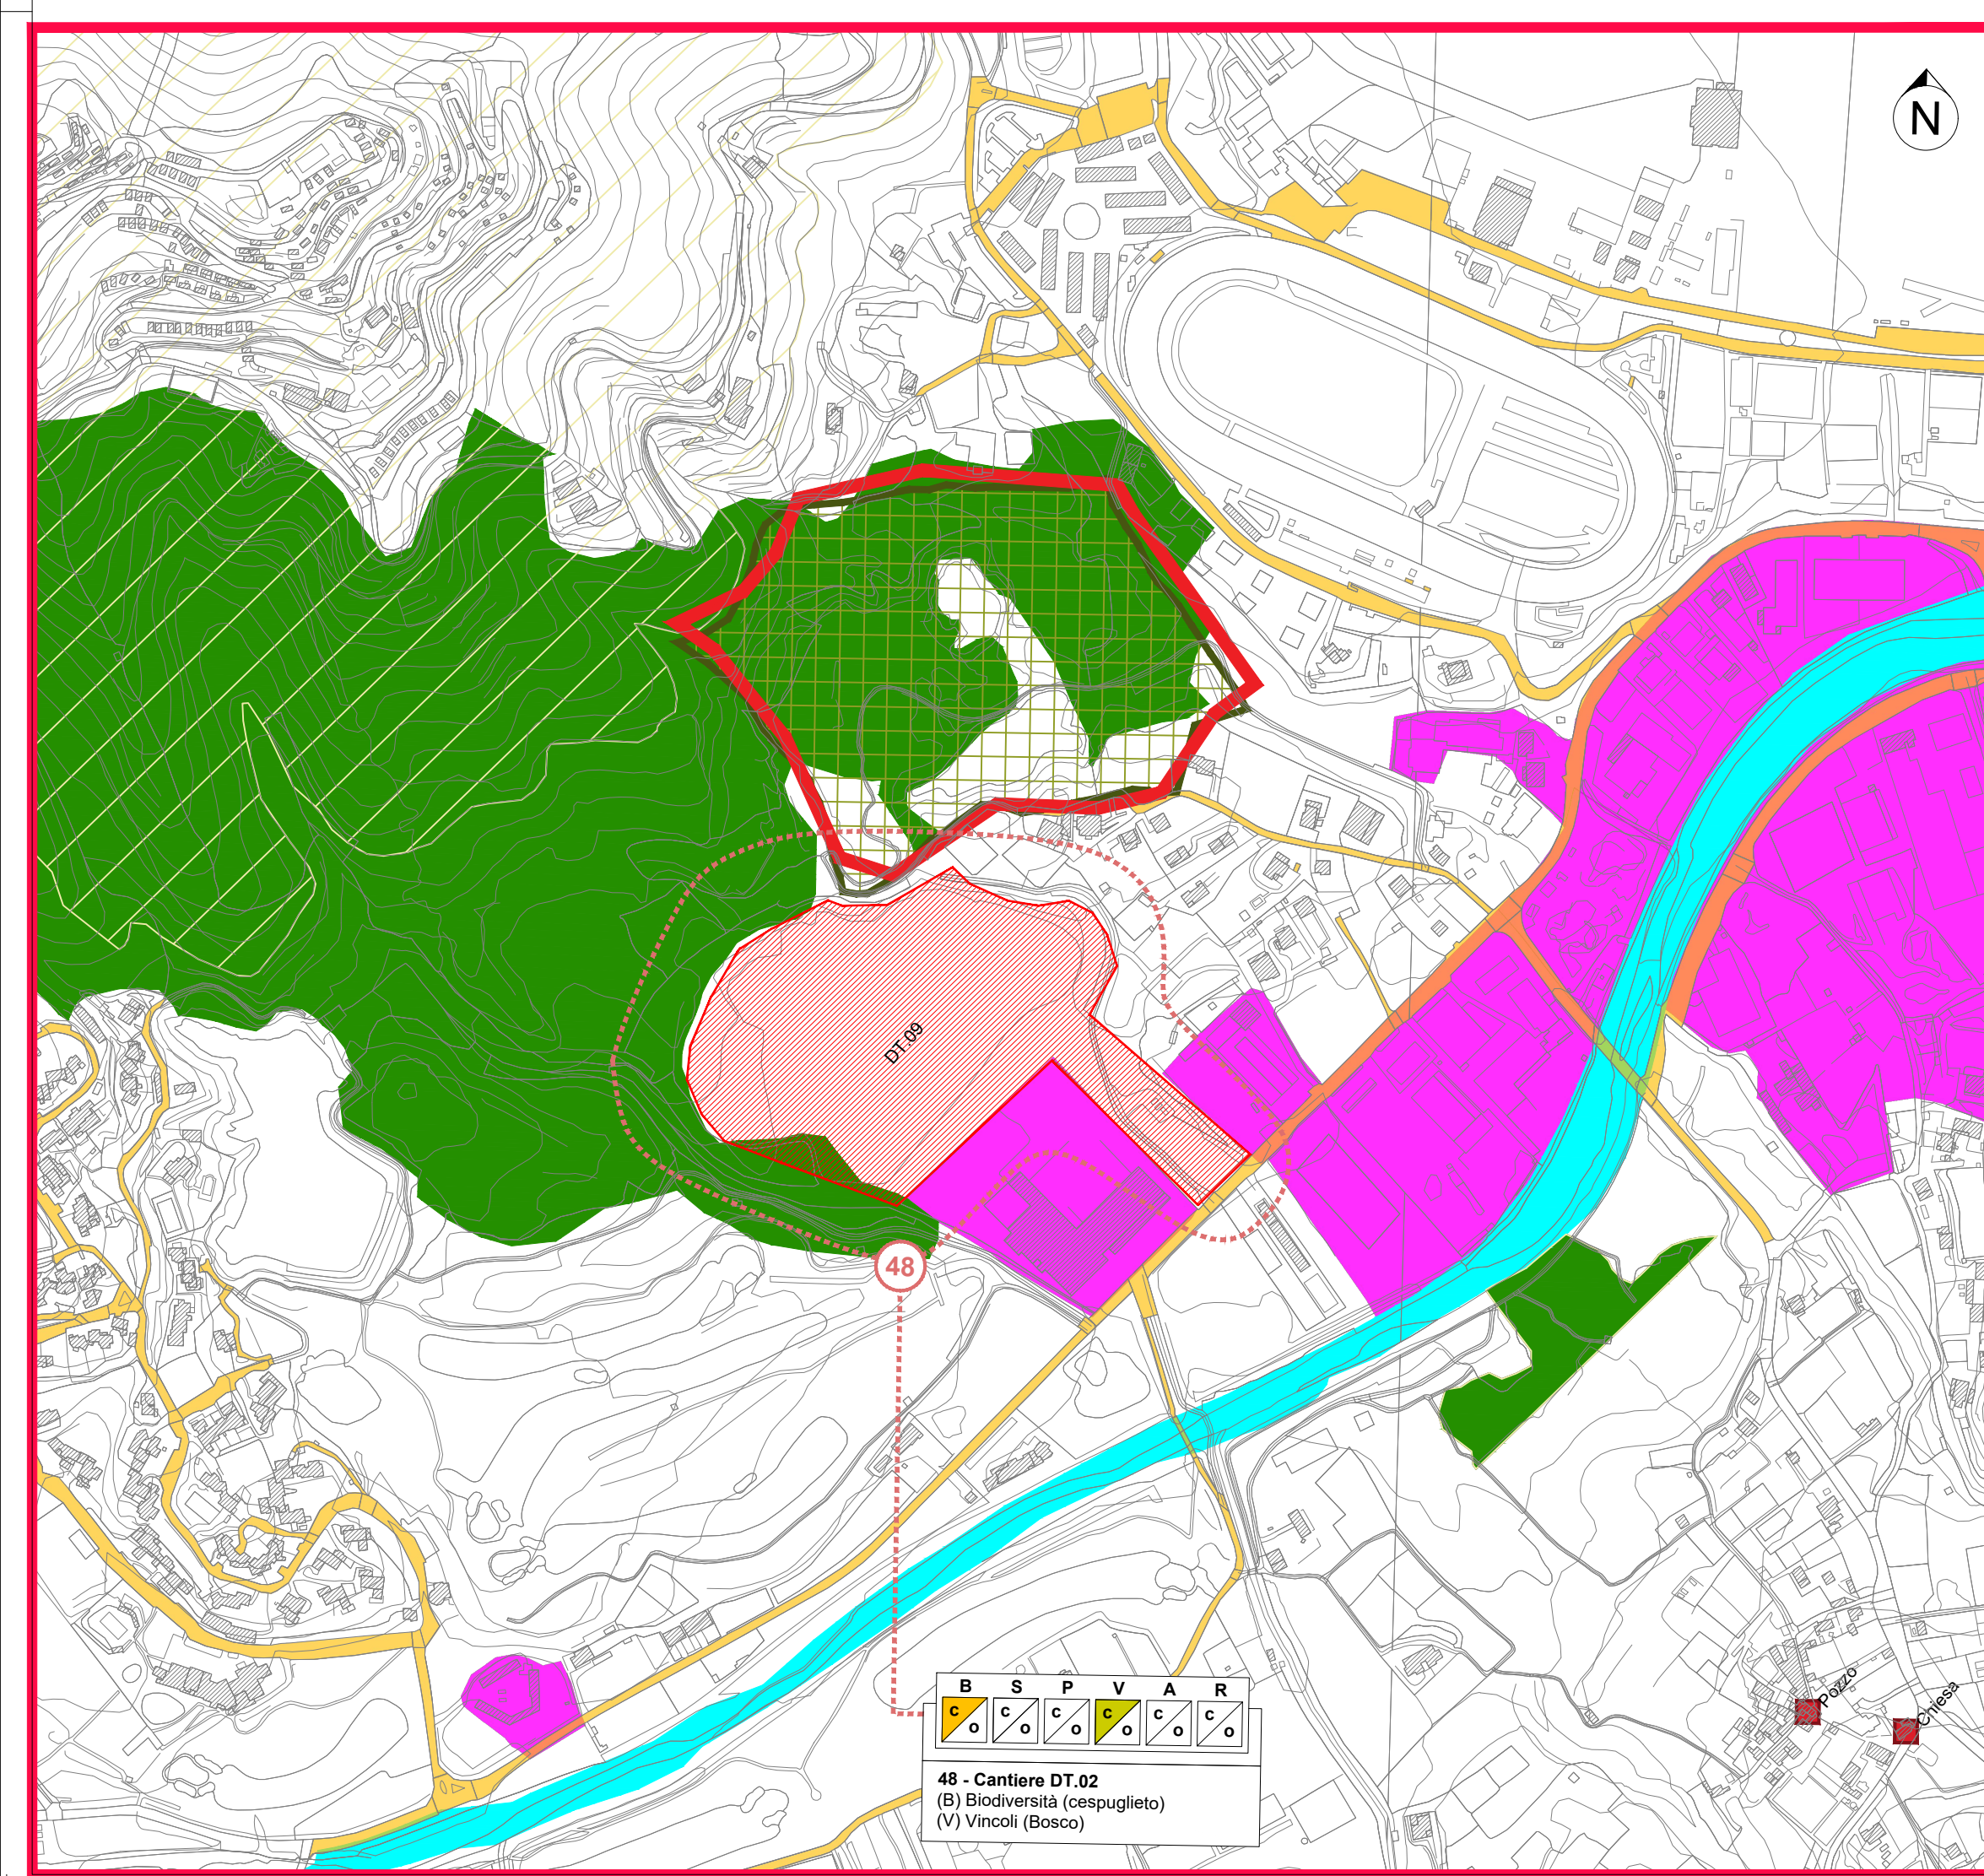 N
DT.09
48
Pozzo
Chiesa
B S P V A R
c o c o c o c o c o c o
48 - Cantiere DT.02
(B) Biodiversità (cespuglieto)
(V) Vincoli (Bosco)